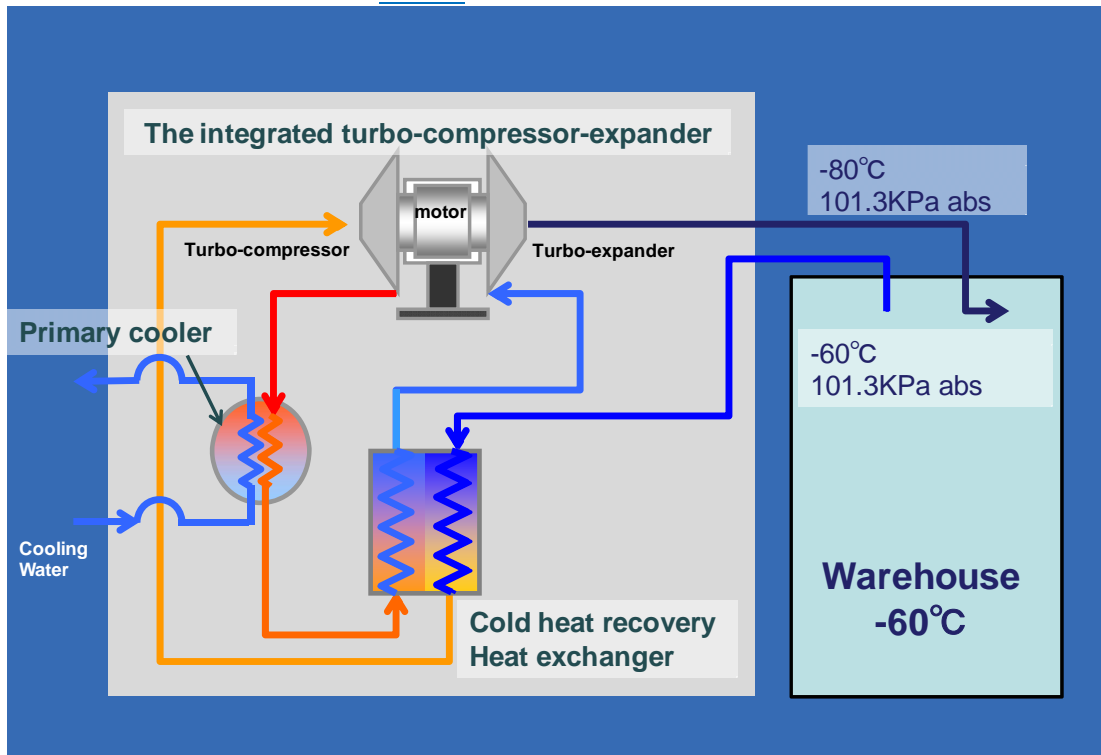 The integrated turbo-compressor-expander
motor
-80℃
101.3KPa abs
Turbo-compressor
Turbo-expander
Primary cooler
-60℃
101.3KPa abs
Cooling
Water
Warehouse
-60℃
Cold heat recovery
Heat exchanger